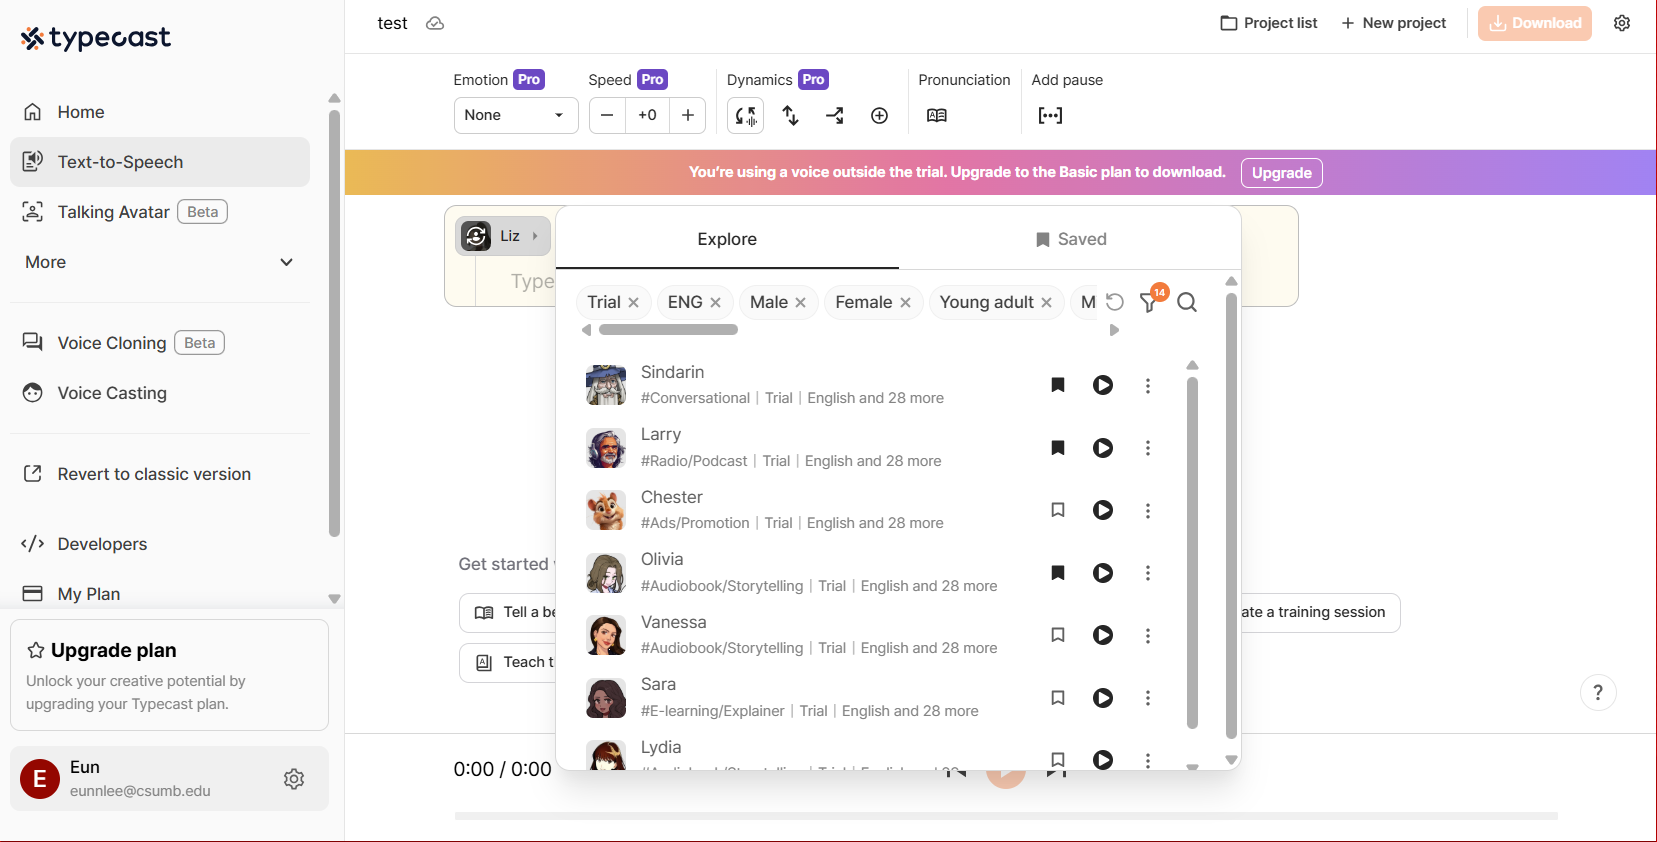 typecast
Home
Text-to-Speech
Talking Avatar Beta
More
Voice Cloning Beta
Voice Casting
Revert to classic version
Developers
My Plan
Upgrade plan
Unlock your creative potential by
upgrading your Typecast plan.
E
Eun
eunnlee@csumb.edu
test
Project list
New project
Download
Emotion Pro
Speed Pro
Dynamics Pro
Pronunciation
Add pause
None
+0
You're using a voice outside the trial. Upgrade to the Basic plan to download.
Upgrade
Liz
Type
Explore
Saved
Trial
ENG
Male
Female
Young adult
M
14
Sindarin
#Conversational | Trial | English and 28 more
Larry
#Radio/Podcast | Trial | English and 28 more
Chester
#Ads/Promotion | Trial | English and 28 more
Olivia
#Audiobook/Storytelling | Trial | English and 28 more
Vanessa
#Audiobook/Storytelling | Trial | English and 28 more
Sara
#E-learning/Explainer | Trial | English and 28 more
Lydia
Get started
Tell a be
ate a training session
Teach t
?
0:00 / 0:00